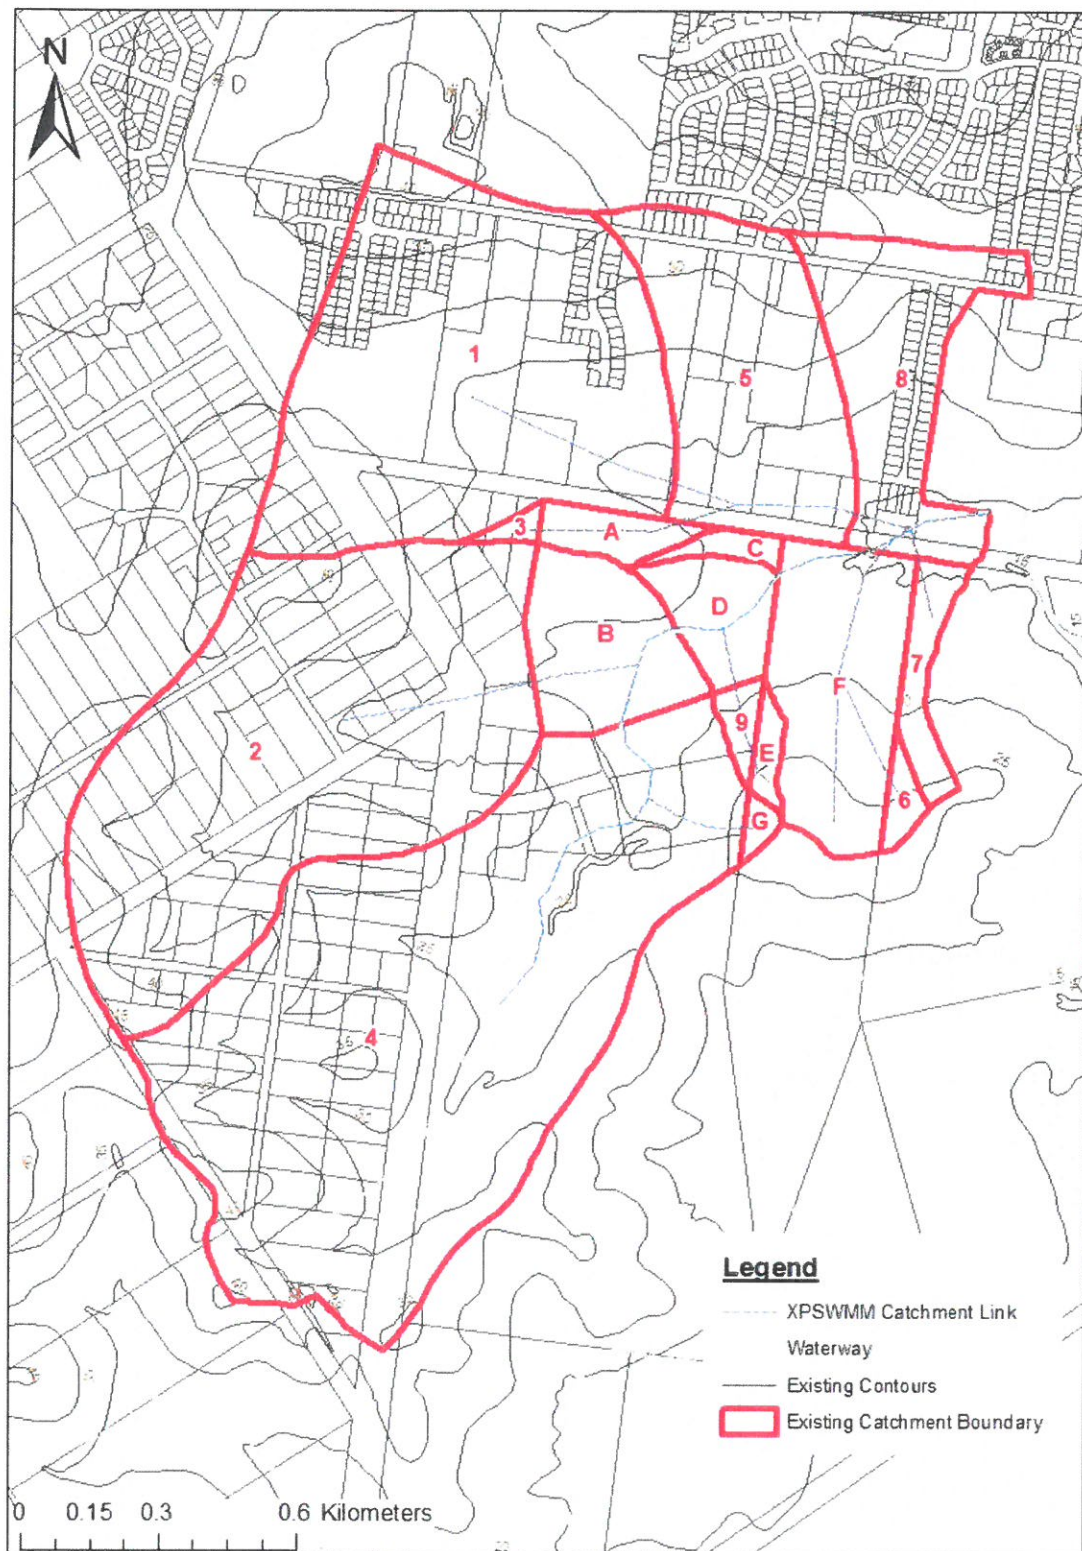 N
1
5
8
3
A
C
D
B
7
F
9
2
E
6
G
15
4
Legend
XPSWMM Catchment Link
Waterway
Existing Contours
Existing Catchment Boundary
0 0.15 0.3 0.6 Kilometers